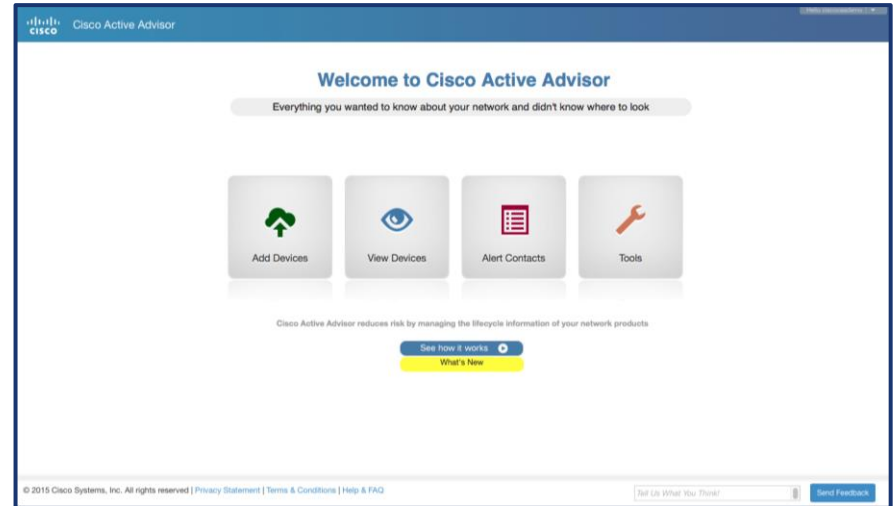 cisco
Cisco Active Advisor
Welcome to Cisco Active Advisor
Everything you wanted to know about your network and didn't know where to look
Add Devices
View Devices
Alert Contacts
Tools
Cisco Active Advisor reduces risk by managing the lifecycle information of your network products
See how it works
What's New
© 2015 Cisco Systems, Inc. All rights reserved | Privacy Statement | Terms & Conditions | Help & FAQ
Tell Us What You Think!
Send Feedback